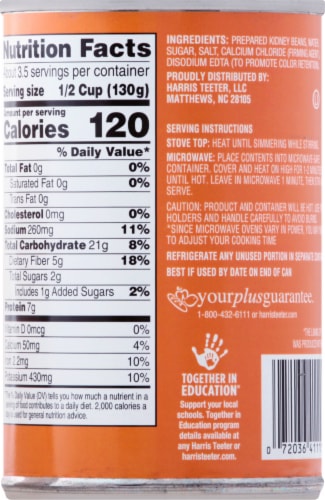 Nutrition Facts
About 3.5 servings per container
Serving size 1/2 Cup (130g)
Amount per serving
Calories 120
% Daily Value*
Total Fat 0g 0%
Saturated Fat 0g 0%
Trans Fat 0g
Cholesterol 0mg 0%
Sodium 260mg 11%
Total Carbohydrate 21g 8%
Dietary Fiber 5g 18%
Total Sugars 2g
Includes 1g Added Sugars 2%
Protein 7g
Vitamin D 0mcg 0%
Calcium 50mg 4%
Iron 2.2mg 10%
Potassium 430mg 10%
*The % Daily Value (DV) tells you how much a nutrient in a
serving of food contributes to a daily diet. 2,000 calories a
day is used for general nutrition advice.
INGREDIENTS: PREPARED KIDNEY BEANS, WATER,
SUGAR, SALT, CALCIUM CHLORIDE (FIRMING AGENT),
DISODIUM EDTA (TO PROMOTE COLOR RETENTION).
PROUDLY DISTRIBUTED BY:
HARRIS TEETER, LLC
MATTHEWS, NC 28105
SERVING INSTRUCTIONS
STOVE TOP: HEAT UNTIL SIMMERING WHILE STIRRING.
MICROWAVE: PLACE CONTENTS INTO MICROWAVE-SAFE
CONTAINER. COVER AND HEAT ON HIGH FOR 1-2 MINUTES
UNTIL HOT. LEAVE IN MICROWAVE 1 MINUTE, THEN STIR
SERVE.
CAUTION: PRODUCT AND CONTAINER WILL BE HOT. USE
HOLDERS AND HANDLE CAREFULLY TO AVOID BURNS.
*SINCE MICROWAVE OVENS VARY IN POWER, YOU MAY
TO ADJUST YOUR COOKING TIME
REFRIGERATE ANY UNUSED PORTION IN SEPARATE
BEST IF USED BY DATE ON END OF CAN
yourplusguarantee.
1-800-432-6111 or harristeeter.com
TOGETHER IN
EDUCATION®
Support your local
schools. Together in
Education program
details available at
any Harris Teeter or
harristeeter.com.
0 72036